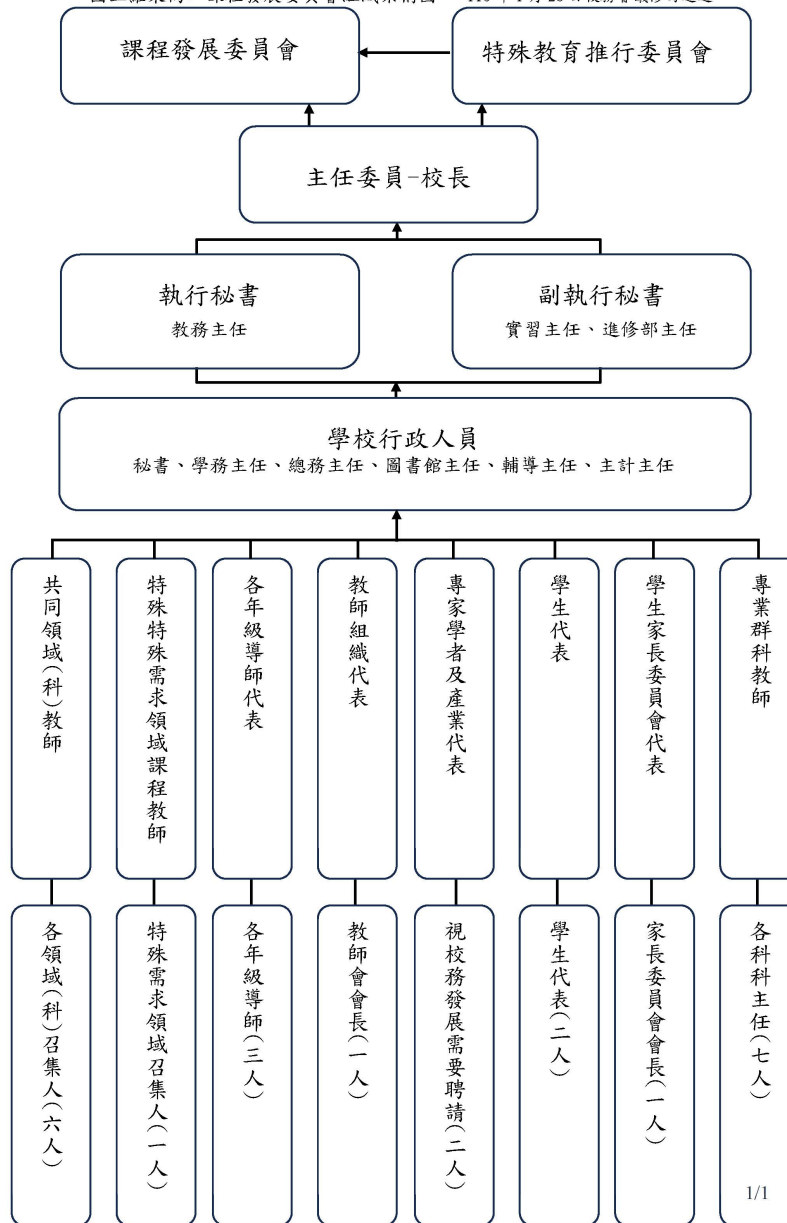 課程發展委員會
特殊教育推行委員會
主任委員-校長
執行秘書
教務主任
副執行秘書
實習主任、進修部主任
學校行政人員
秘書、學務主任、總務主任、圖書館主任、輔導主任、主計主任
共同領域(科)教師
特殊特殊需求領域課程教師
各年級導師代表
教師組織代表
專家學者及產業代表
學生代表
學生家長委員會代表
專業群科教師
各領域(科)召集人(六人)
特殊需求領域召集人(一人)
各年級導師(三人)
教師會會長(一人)
視校務發展需要聘請(二人)
學生代表(二人)
家長委員會會長(一人)
各科科主任(七人)
1/1